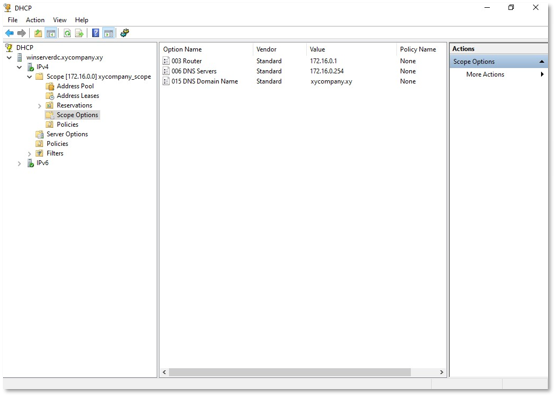 DHCP
File Action View Help
DHCP
winserverdc.xycompany.xy
IPv4
Scope [172.16.0.0] xycompany_scope
Address Pool
Address Leases
Reservations
Scope Options
Policies
Server Options
Policies
Filters
IPv6
Option Name Vendor Value Policy Name
003 Router Standard 172.16.0.1 None
006 DNS Servers Standard 172.16.0.254 None
015 DNS Domain Name Standard xycompany.xy None
Actions
Scope Options
More Actions